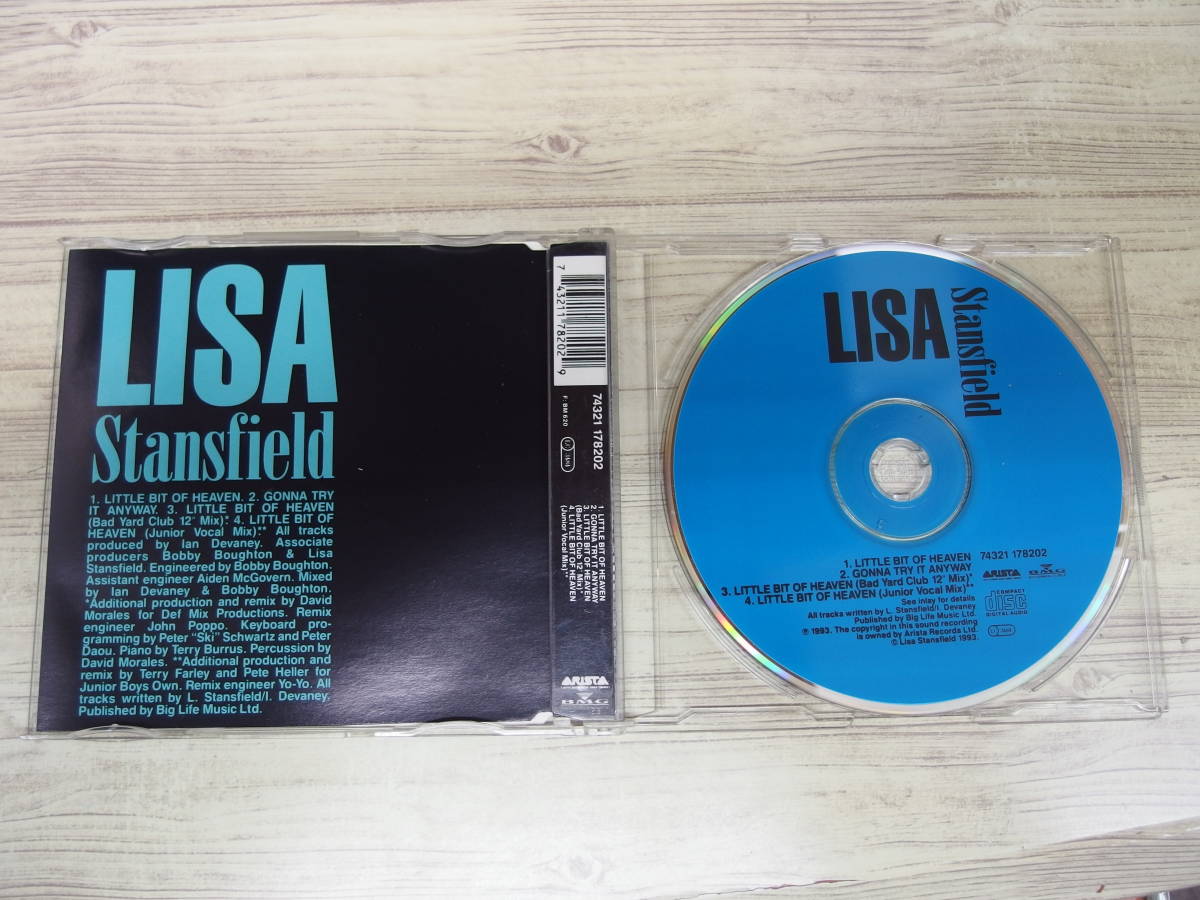 LISA
Stansfield
1. LITTLE BIT OF HEAVEN. 2. GONNA TRY
IT ANYWAY. 3. LITTLE BIT OF HEAVEN
(Bad Yard Club 12" Mix)*. 4. LITTLE BIT OF
HEAVEN (Junior Vocal Mix)**. All tracks
produced by Ian Devaney. Associate
producers Bobby Boughton & Lisa
Stansfield. Engineered by Bobby Boughton.
Assistant engineer Aiden McGovern. Mixed
by Ian Devaney & Bobby Boughton.
*Additional production and remix by David
Morales for Def Mix Productions. Remix
engineer John Poppo. Keyboard pro-
gramming by Peter "Ski" Schwartz and Peter
Daou. Piano by Terry Burrus. Percussion by
David Morales. **Additional production and
remix by Terry Farley and Pete Heller for
Junior Boys Own. Remix engineer Yo-Yo. All
tracks written by L. Stansfield/I. Devaney.
Published by Big Life Music Ltd.
7 43211 78202 9
74321 178202
F: BM 620
1. LITTLE BIT OF HEAVEN
2. GONNA TRY IT ANYWAY
3. LITTLE BIT OF HEAVEN
(Bad Yard Club 12" Mix)*
4. LITTLE BIT OF HEAVEN
(Junior Vocal Mix)**
ARISTA
BMG
LISA
Stansfield
1. LITTLE BIT OF HEAVEN
2. GONNA TRY IT ANYWAY
3. LITTLE BIT OF HEAVEN (Bad Yard Club 12" Mix)*
4. LITTLE BIT OF HEAVEN (Junior Vocal Mix)**
See inlay for details
All tracks written by L. Stansfield/I. Devaney
Published by Big Life Music Ltd.
℗ 1993. The copyright in this sound recording
is owned by Arista Records Ltd.
© Lisa Stansfield 1993.
74321 178202
ARISTA
BMG
COMPACT
disc
DIGITAL AUDIO